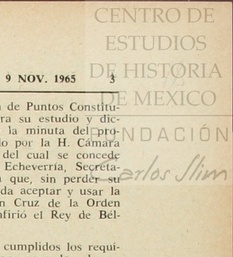 CENTRO DE
ESTUDIOS
DE HISTORIA
DE MEXICO
FUNDACIÓN
Carlos Slim
9 NOV. 1965 3
de Puntos Constitu-
ra su estudio y dic-
la minuta del pro-
do por la H. Cámara
del cual se concede
Echeverría, Secreta-
a que, sin perder su
da aceptar y usar la
n Cruz de la Orden
nfirió el Rey de Bél-
cumplidos los requi-